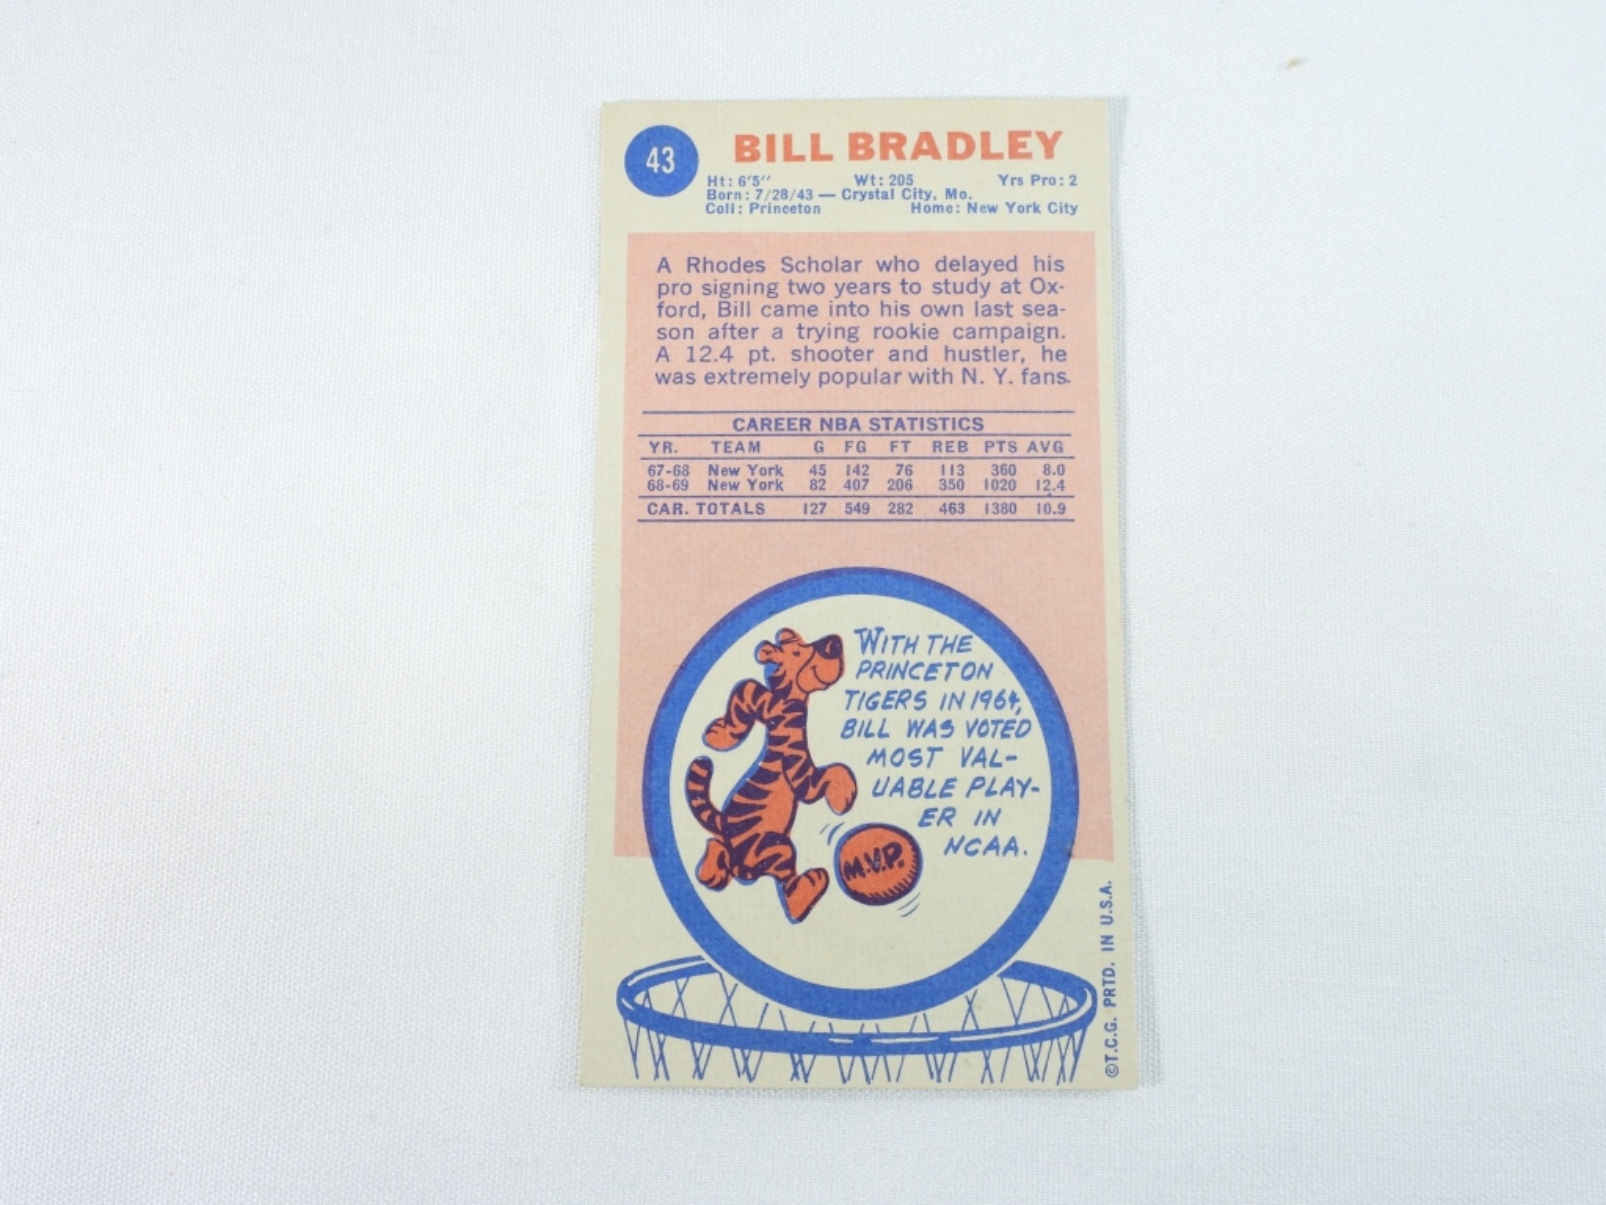 43
BILL BRADLEY
Ht: 6'5" Wt: 205 Yrs Pro: 2
Born: 7/28/43 — Crystal City, Mo.
Coll: Princeton Home: New York City
A Rhodes Scholar who delayed his
pro signing two years to study at Ox-
ford, Bill came into his own last sea-
son after a trying rookie campaign.
A 12.4 pt. shooter and hustler, he
was extremely popular with N. Y. fans.
CAREER NBA STATISTICS
YR. TEAM G FG FT REB PTS AVG
67-68 New York 45 142 76 113 360 8.0
68-69 New York 82 407 206 350 1020 12.4
CAR. TOTALS 127 549 282 463 1380 10.9
WITH THE
PRINCETON
TIGERS IN 1964,
BILL WAS VOTED
MOST VAL-
UABLE PLAY-
ER IN
NCAA.
M.V.P.
©T.C.G. PRTD. IN U.S.A.